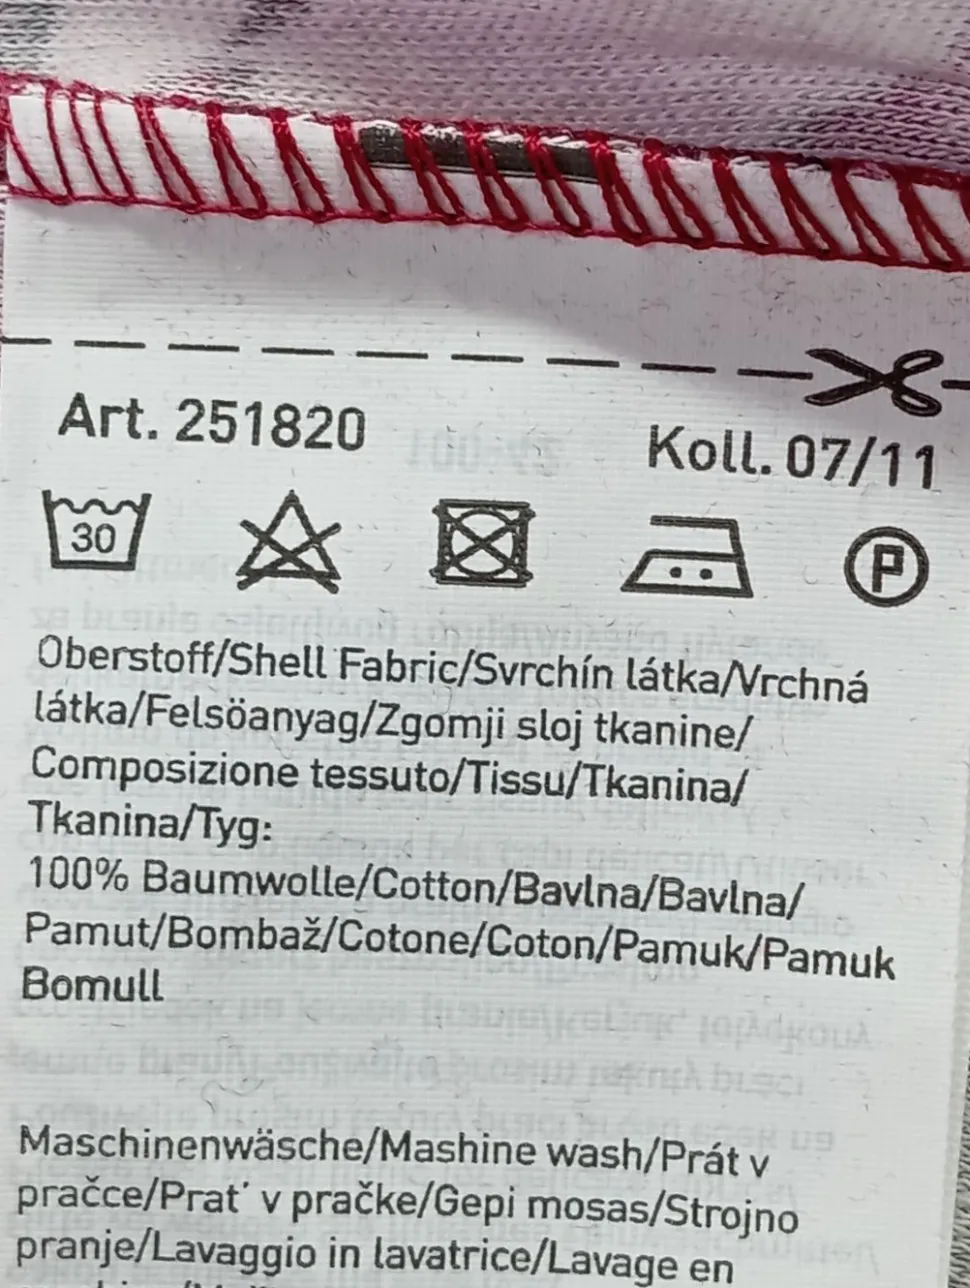 Art. 251820
Koll. 07/11
30
P
Oberstoff/Shell Fabric/Svrchín látka/Vrchná
látka/Felsöanyag/Zgomji sloj tkanine/
Composizione tessuto/Tissu/Tkanina/
Tkanina/Tyg:
100% Baumwolle/Cotton/Bavlna/Bavlna/
Pamut/Bombaž/Cotone/Coton/Pamuk/Pamuk
Bomull
Maschinenwäsche/Mashine wash/Prát v
pračce/Prat´ v pračke/Gepi mosas/Strojno
pranje/Lavaggio in lavatrice/Lavage en